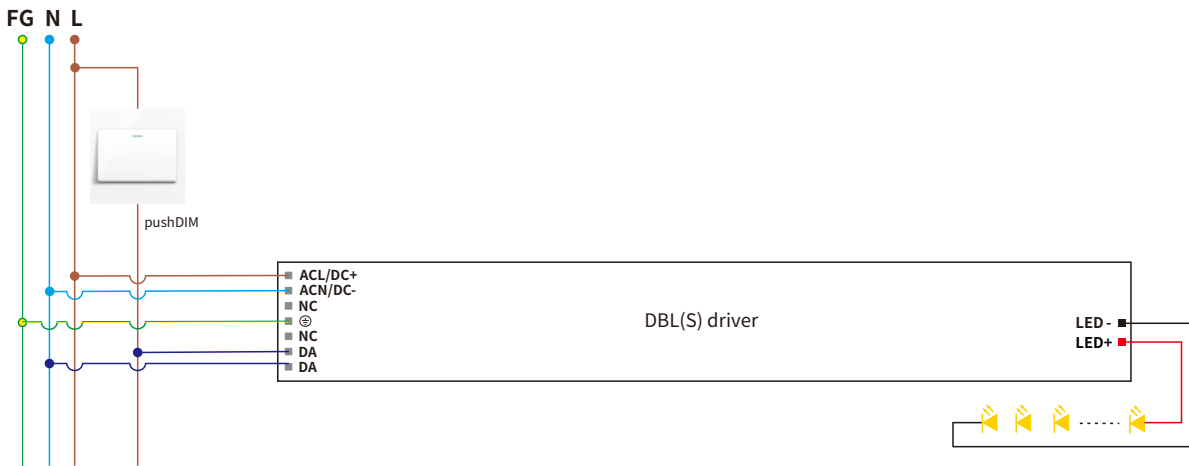 FG N L
pushDIM
ACL/DC+
ACN/DC-
NC
NC
DA
DA
DBL(S) driver
LED -
LED+